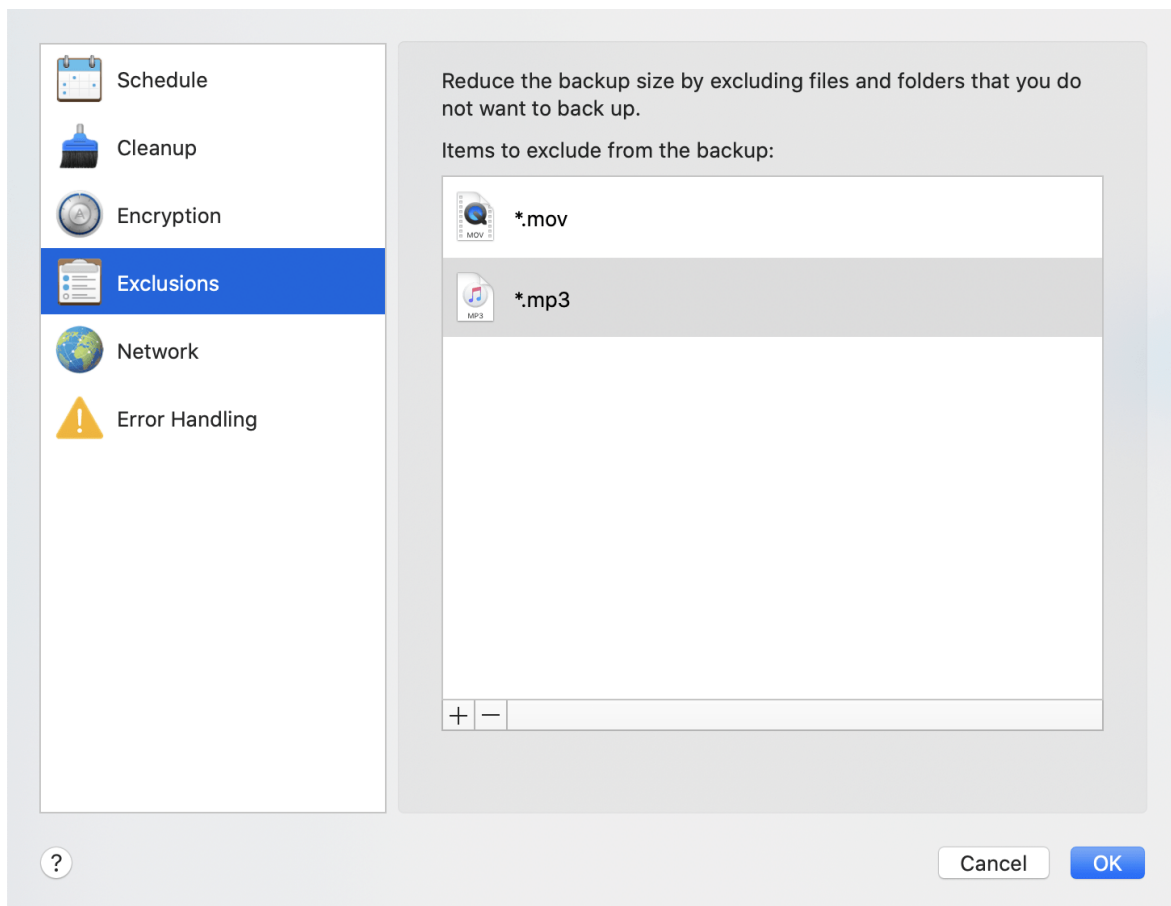 Schedule
Cleanup
Encryption
Exclusions
Network
Error Handling
Reduce the backup size by excluding files and folders that you do
not want to back up.
Items to exclude from the backup:
MOV
*.mov
MP3
*.mp3
+ −
?
Cancel
OK